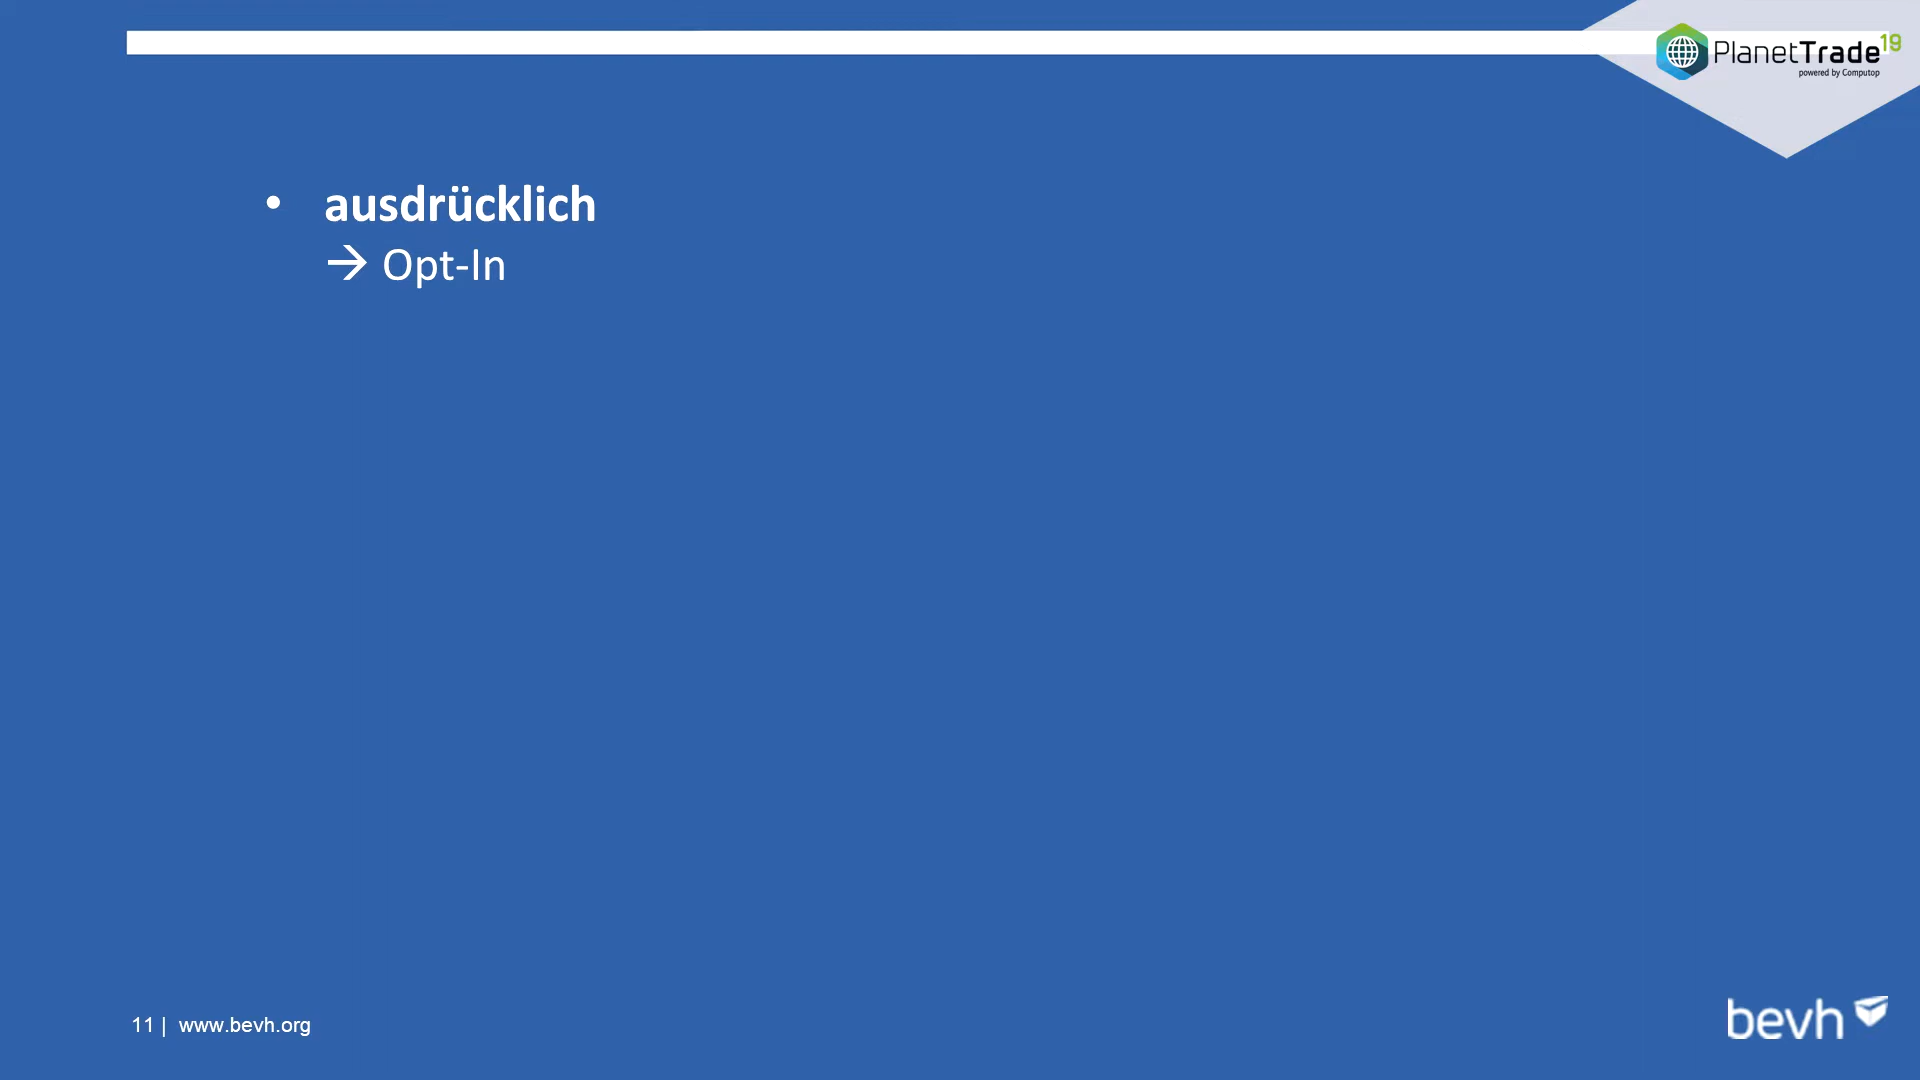 PlanetTrade19
powered by Computop
• ausdrücklich
→ Opt-In
11 | www.bevh.org
bevh